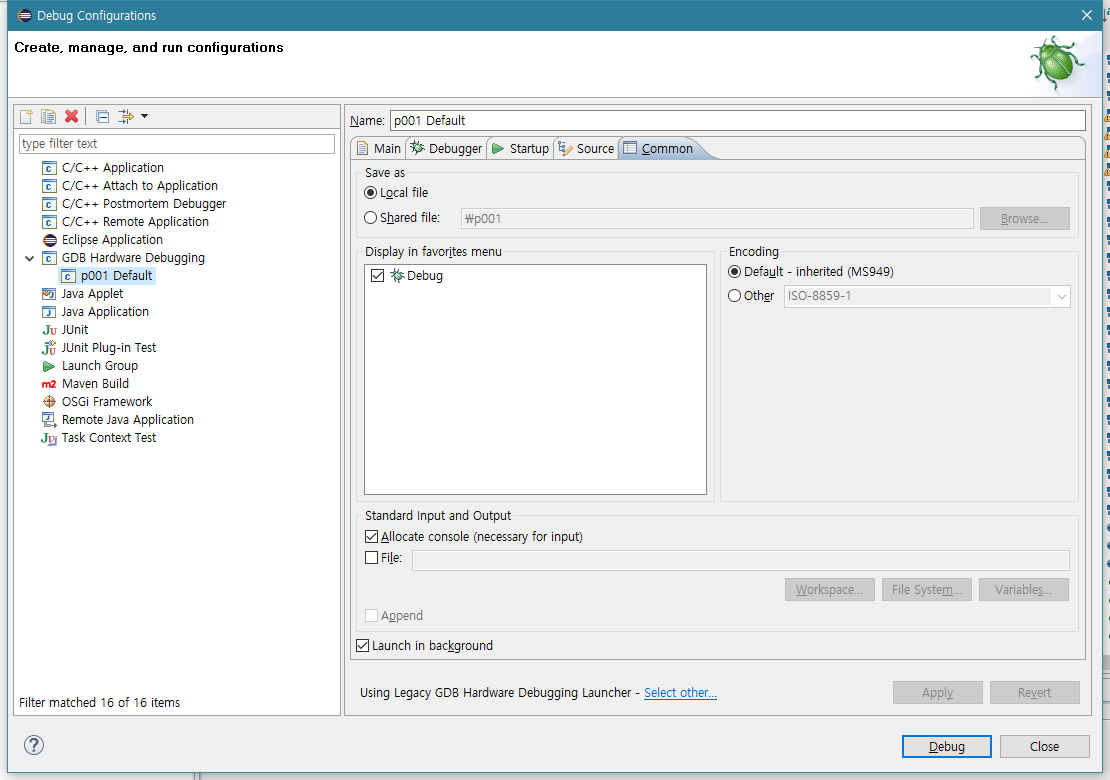 Debug Configurations
Create, manage, and run configurations
type filter text
C/C++ Application
C/C++ Attach to Application
C/C++ Postmortem Debugger
C/C++ Remote Application
Eclipse Application
GDB Hardware Debugging
p001 Default
Java Applet
Java Application
JUnit
JUnit Plug-in Test
Launch Group
Maven Build
OSGi Framework
Remote Java Application
Task Context Test
Filter matched 16 of 16 items
Name: p001 Default
Main Debugger Startup Source Common
Save as
Local file
Shared file: ₩p001 Browse...
Display in favorites menu
Debug
Encoding
Default - inherited (MS949)
Other ISO-8859-1
Standard Input and Output
Allocate console (necessary for input)
File:
Workspace... File System... Variables...
Append
Launch in background
Using Legacy GDB Hardware Debugging Launcher - Select other...
Apply Revert
Debug Close